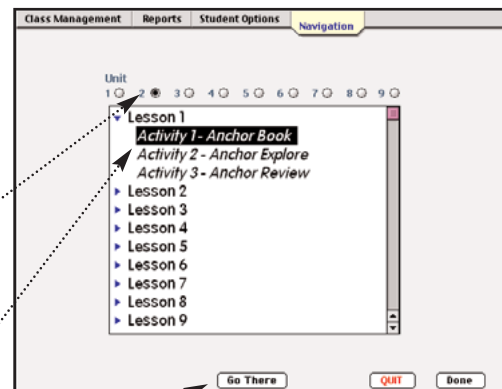 Class Management Reports Student Options Navigation
Unit
1 2 3 4 5 6 7 8 9
Lesson 1
Activity 1- Anchor Book
Activity 2 - Anchor Explore
Activity 3 - Anchor Review
Lesson 2
Lesson 3
Lesson 4
Lesson 5
Lesson 6
Lesson 7
Lesson 8
Lesson 9
Go There QUIT Done